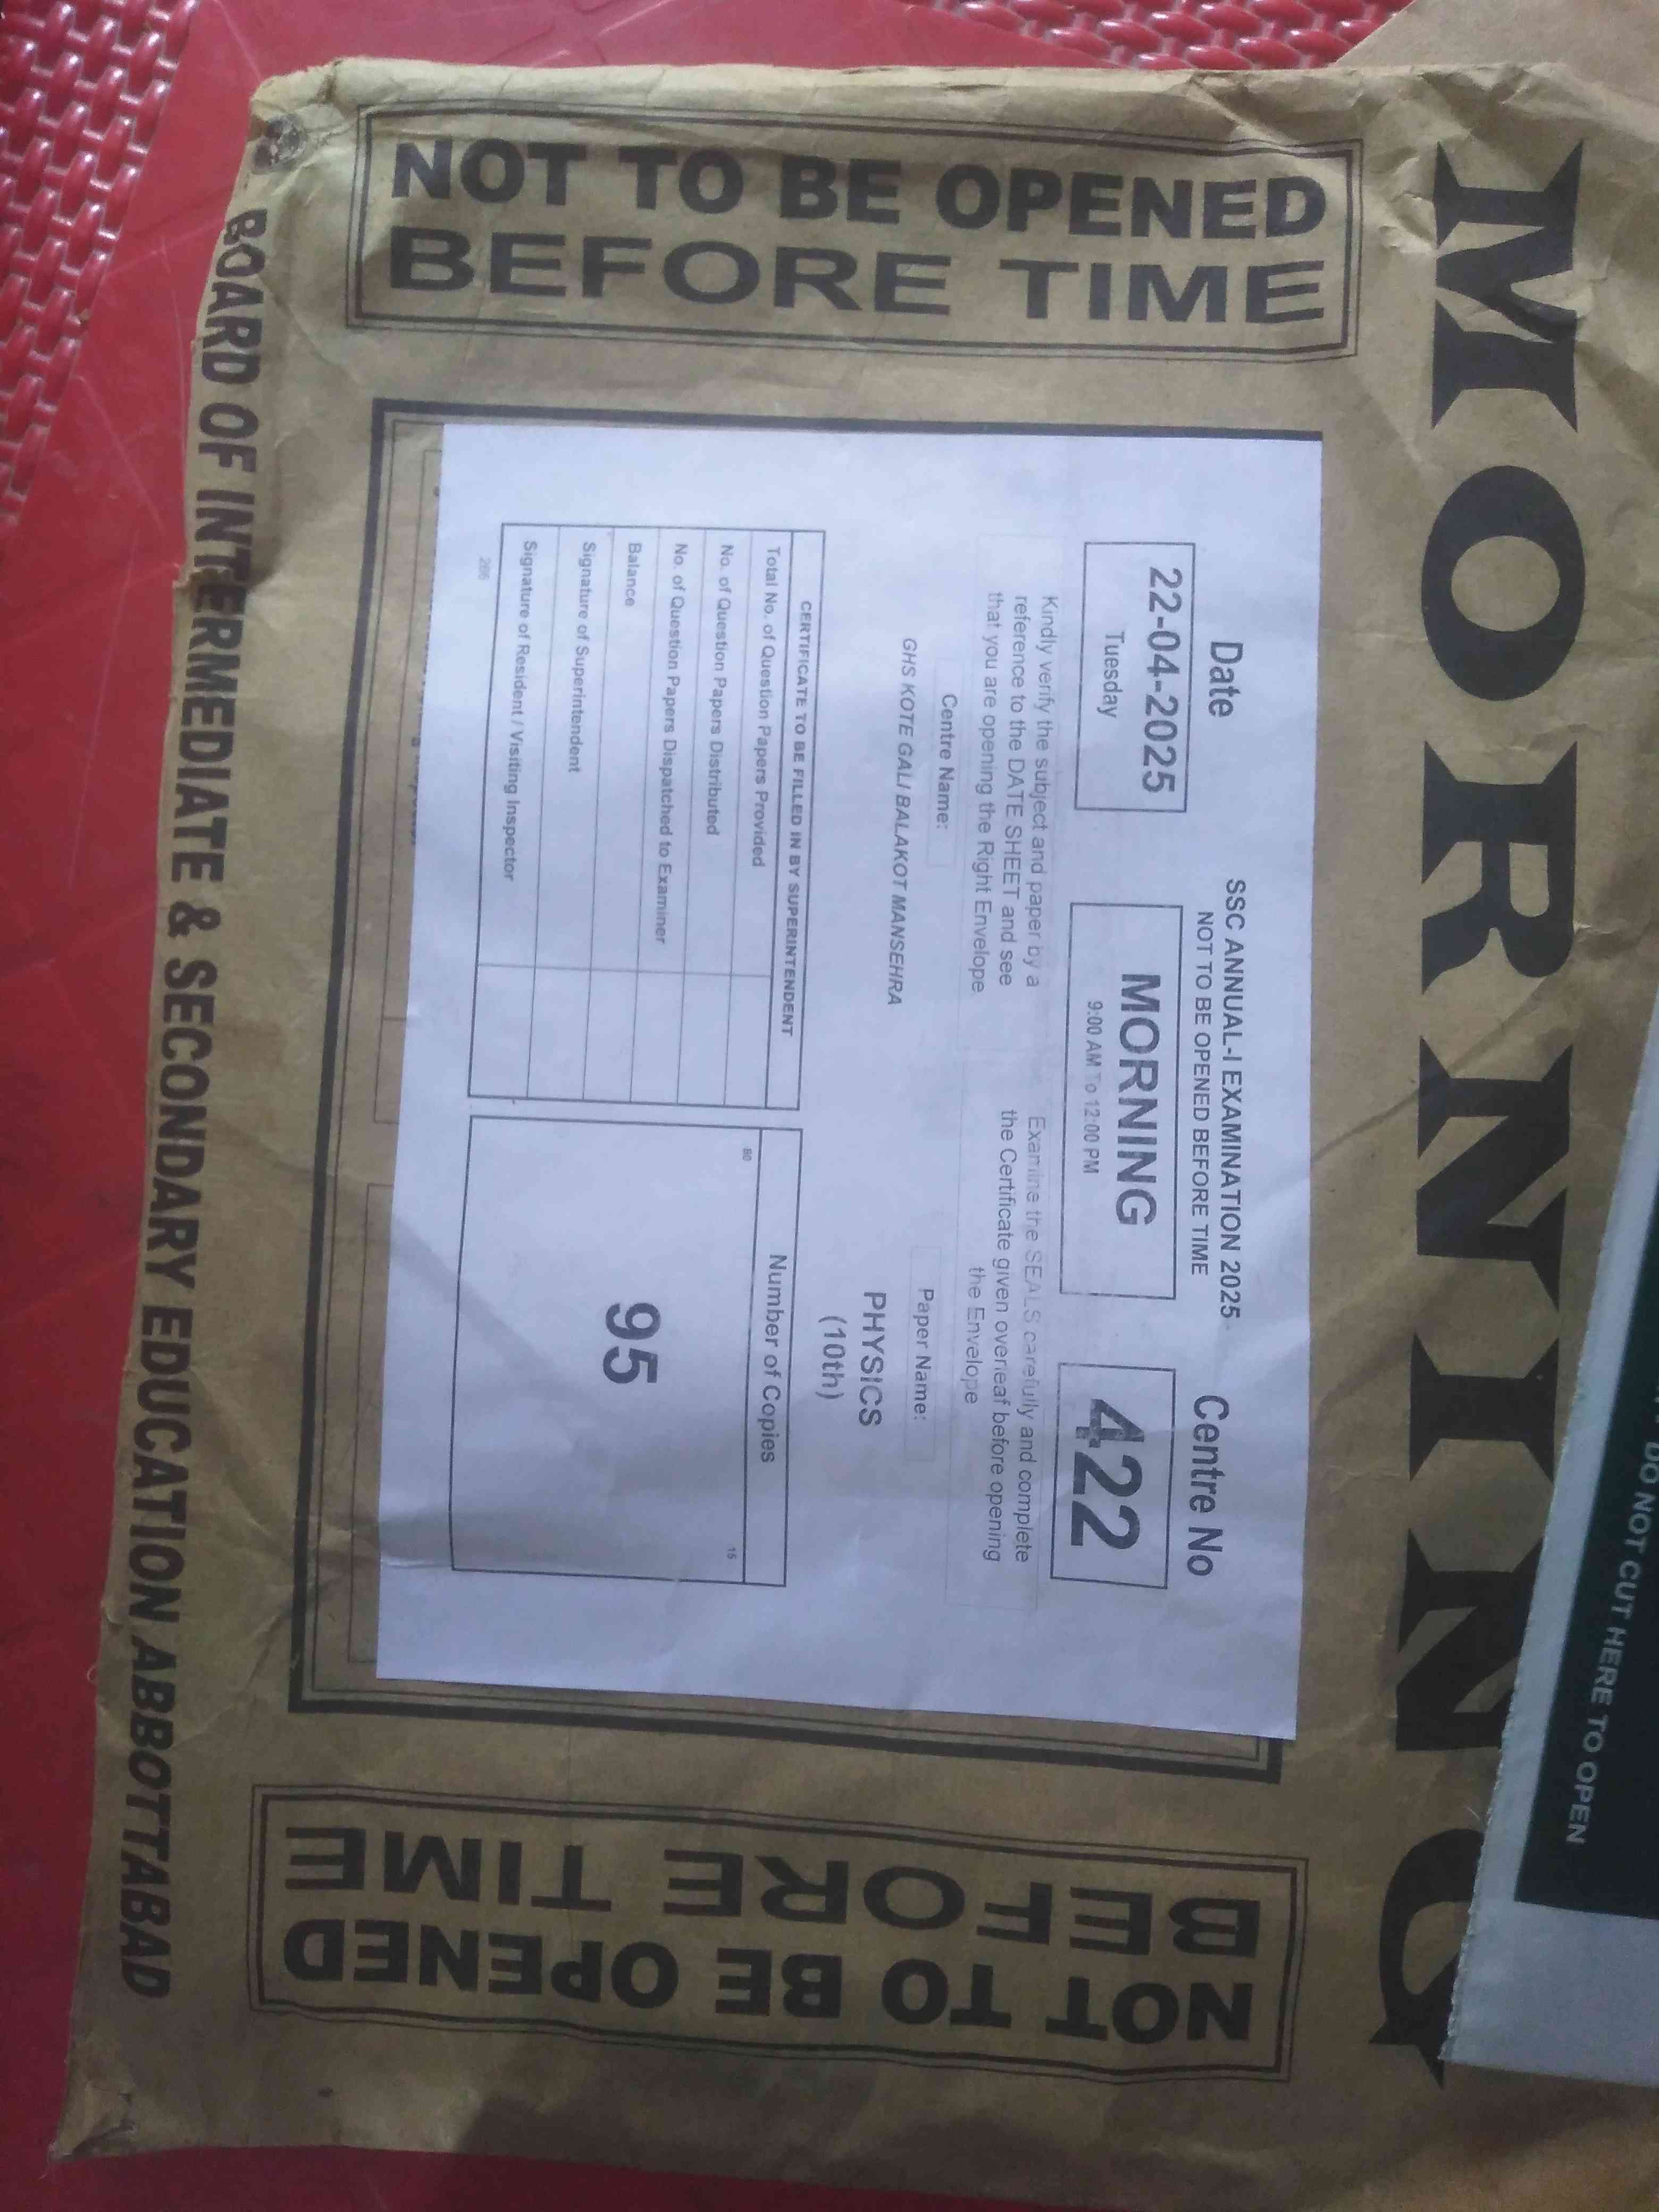 MORNING
NOT TO BE OPENED
BEFORE TIME
Date
22-04-2025
Tuesday
SSC ANNUAL-I EXAMINATION 2025
NOT TO BE OPENED BEFORE TIME
MORNING
9:00 AM To 12:00 PM
Centre No
422
Kindly verify the subject and paper by a
reference to the DATE SHEET and see
that you are opening the Right Envelope
Examine the SEALS carefully and complete
the Certificate given overleaf before opening
the Envelope
Centre Name:
GHS KOTE GALI BALAKOT MANSEHRA
Paper Name:
PHYSICS
(10th)
CERTIFICATE TO BE FILLED IN BY SUPERINTENDENT
Total No. of Question Papers Provided
No. of Question Papers Distributed
No. of Question Papers Dispatched to Examiner
Balance
Signature of Superintendent
Signature of Resident / Visiting Inspector
266
Number of Copies
80
15
95
NOT TO BE OPENED
BEFORE TIME
BOARD OF INTERMEDIATE & SECONDARY EDUCATION ABBOTTABAD
DO NOT CUT HERE TO OPEN